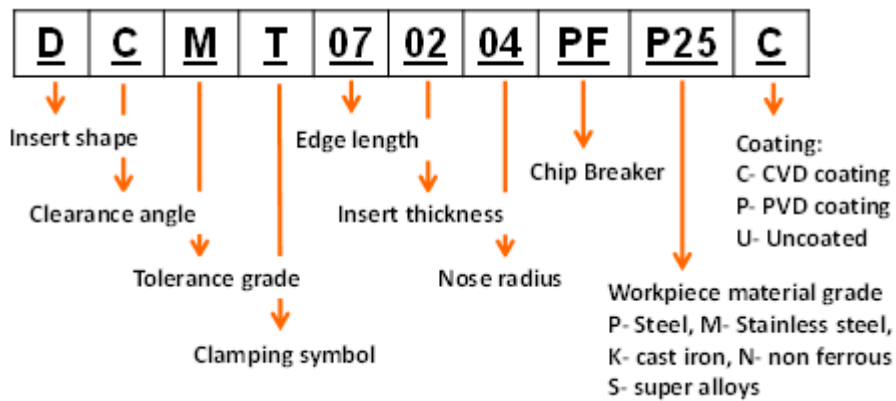 D C M T 07 02 04 PF P25 C
Insert shape
Edge length
Coating:
C- CVD coating
P- PVD coating
U- Uncoated
Chip Breaker
Clearance angle
Insert thickness
Tolerance grade
Nose radius
Workpiece material grade
P- Steel, M- Stainless steel,
K- cast iron, N- non ferrous
S- super alloys
Clamping symbol